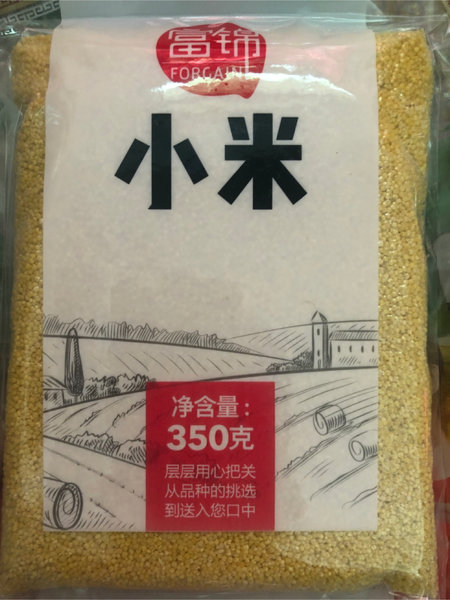 富锦
FORGAIN
小米
净含量：
350克
层层用心把关
从品种的挑选
到送入您口中